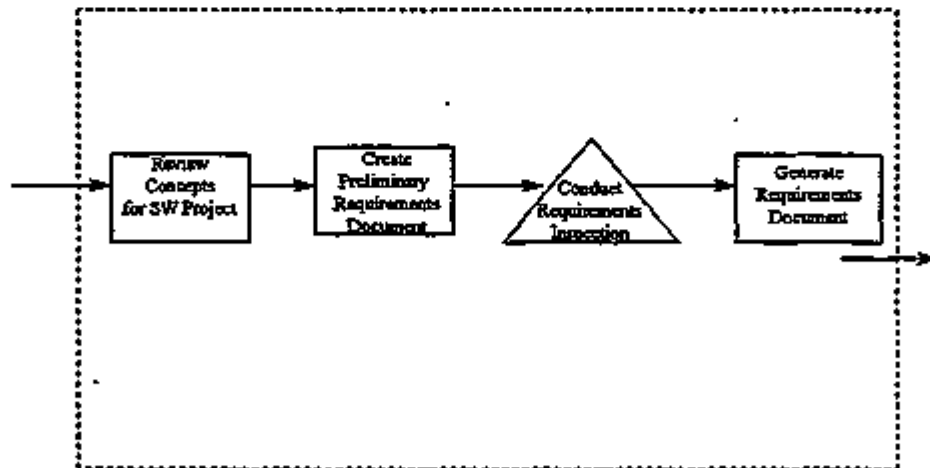 Review
Concepts
for SW Project
Create
Preliminary
Requirements
Document
Conduct
Requirements
Inspection
Generate
Requirements
Document